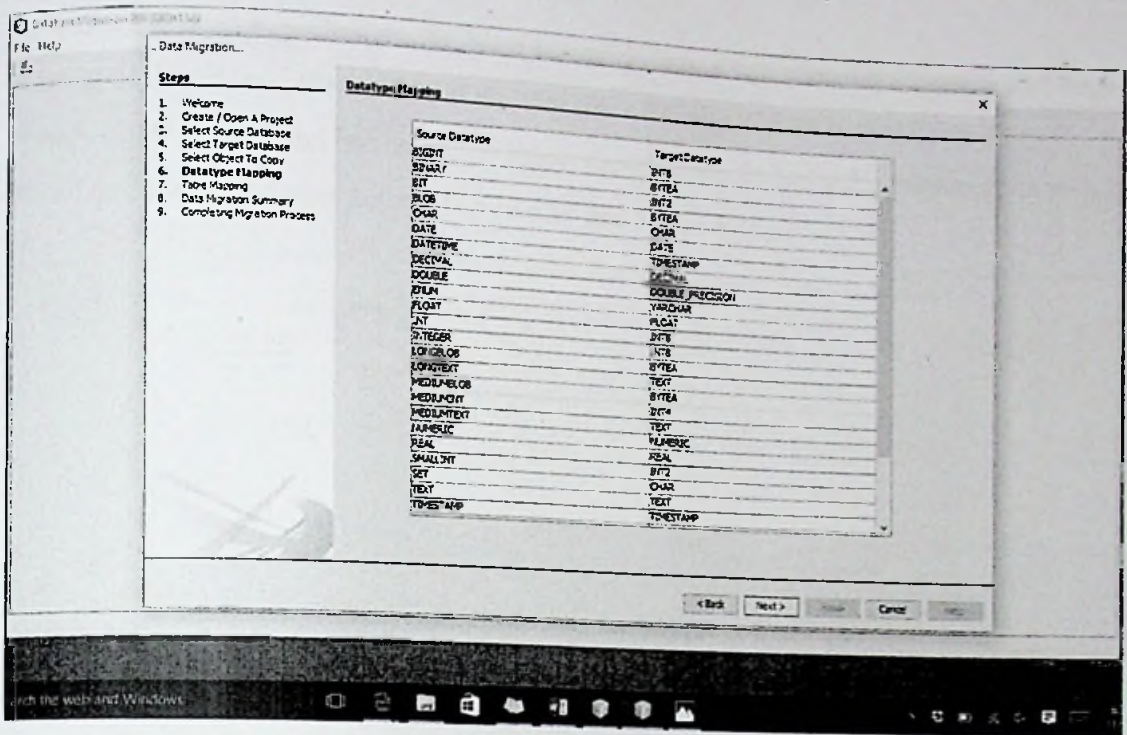 File Help
Data Migration...
Steps
1. Welcome
2. Create / Open A Project
3. Select Source Database
4. Select Target Database
5. Select Object To Copy
6. Datatype Mapping
7. Table Mapping
8. Data Migration Summary
9. Completing Migration Process
Datatype Mapping
Source Datatype Target Datatype
BIGINT INT8
BINARY BYTEA
BIT INT2
BLOB BYTEA
CHAR CHAR
DATE DATE
DATETIME TIMESTAMP
DECIMAL DECIMAL
DOUBLE DOUBLE_PRECISION
ENUM VARCHAR
FLOAT FLOAT
INT INT8
INTEGER INT8
LONGBLOB BYTEA
LONGTEXT TEXT
MEDIUMBLOB BYTEA
MEDIUMINT INT4
MEDIUMTEXT TEXT
NUMERIC NUMERIC
REAL REAL
SMALLINT INT2
SET CHAR
TEXT TEXT
TIMESTAMP TIMESTAMP
< Back Next > Cancel
the web and Windows